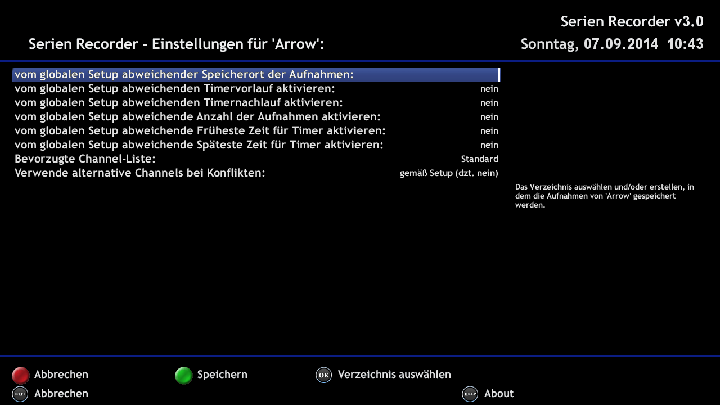 Serien Recorder v3.0
Serien Recorder - Einstellungen für 'Arrow':
Sonntag, 07.09.2014 10:43
vom globalen Setup abweichender Speicherort der Aufnahmen:
vom globalen Setup abweichenden Timervorlauf aktivieren: nein
vom globalen Setup abweichenden Timernachlauf aktivieren: nein
vom globalen Setup abweichende Anzahl der Aufnahmen aktivieren: nein
vom globalen Setup abweichende Früheste Zeit für Timer aktivieren: nein
vom globalen Setup abweichende Späteste Zeit für Timer aktivieren: nein
Bevorzugte Channel-Liste: Standard
Verwende alternative Channels bei Konflikten: gemäß Setup (dzt. nein)
Das Verzeichnis auswählen und/oder erstellen, in
dem die Aufnahmen von 'Arrow' gespeichert
werden.
Abbrechen
Speichern
OK Verzeichnis auswählen
Abbrechen
About